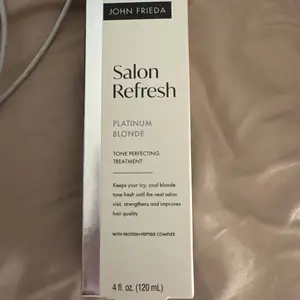 JOHN FRIEDA
Salon
Refresh
PLATINUM
BLONDE
TONE PERFECTING
TREATMENT
Keeps your icy, cool blonde
tone fresh until the next salon
visit, strengthens and improves
hair quality
WITH PROTEIN-PEPTIDE COMPLEX
4 fl. oz. (120 mL)